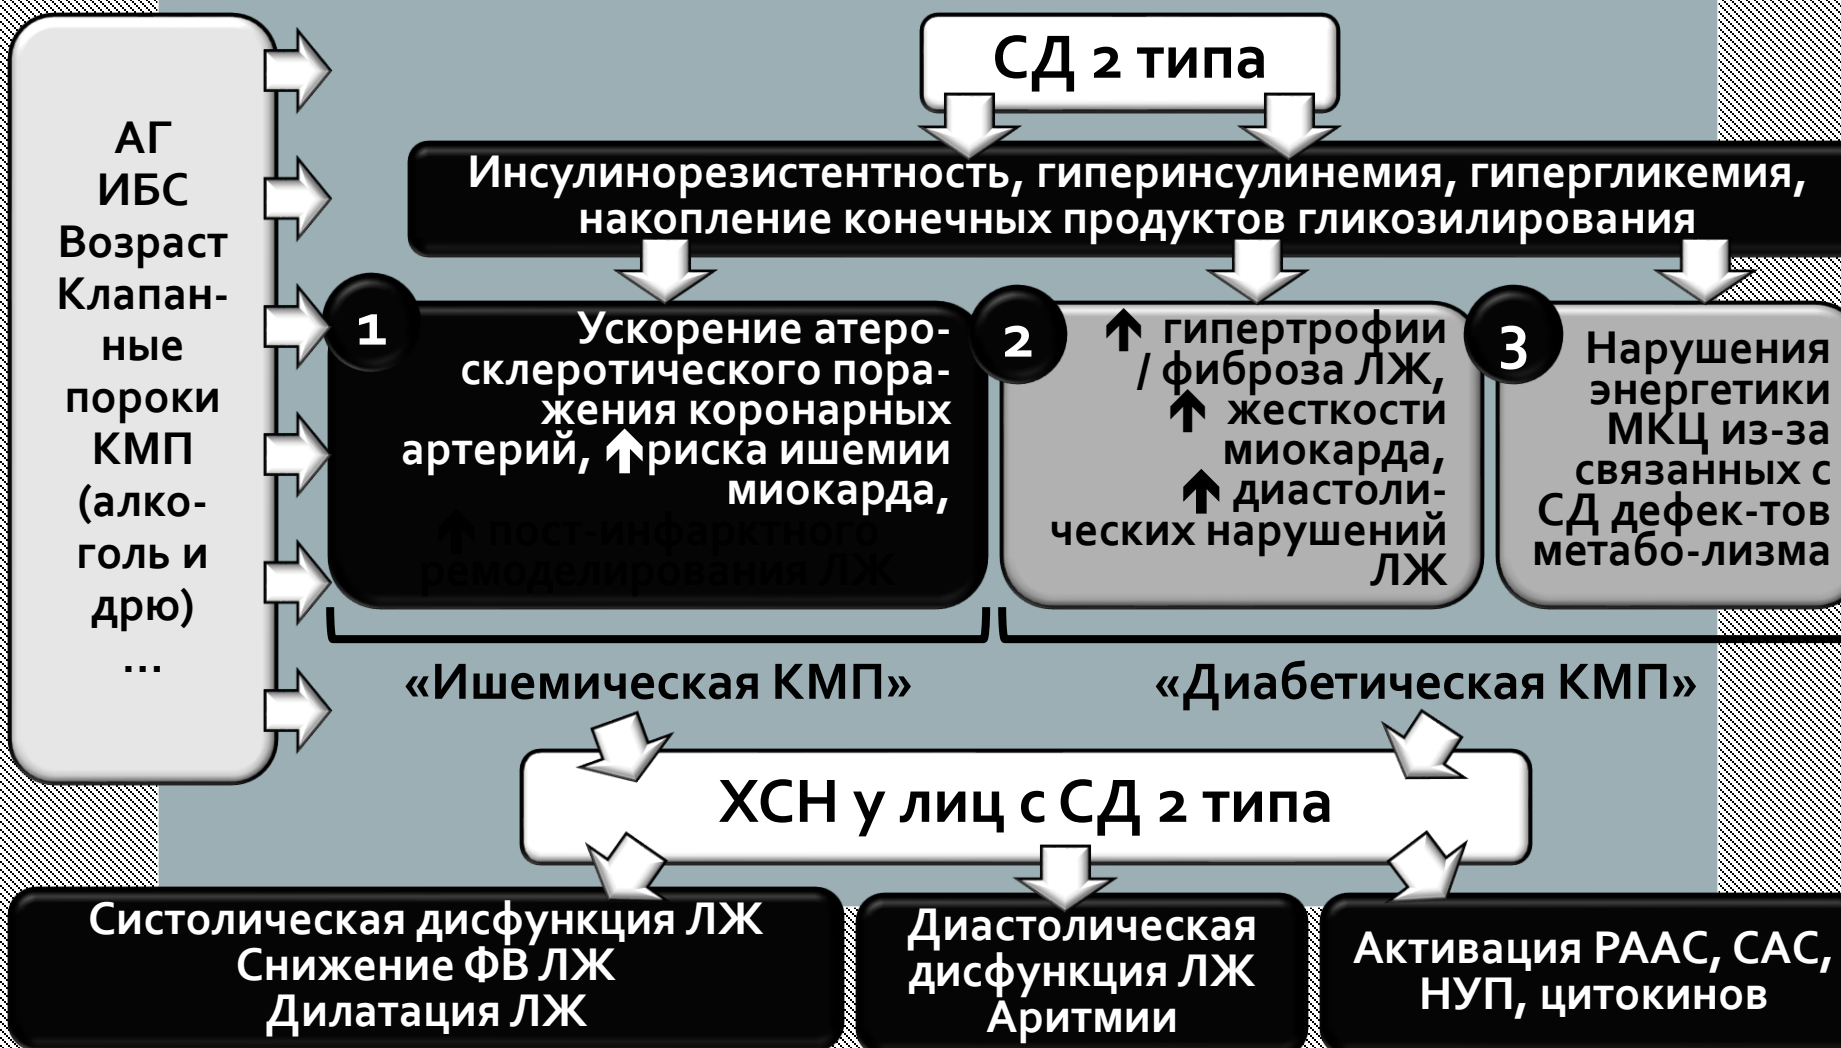 АГ
ИБС
Возраст
Клапан-
ные
пороки
КМП
(алко-
голь и
дрю)
...
СД 2 типа
Инсулинорезистентность, гиперинсулинемия, гипергликемия,
накопление конечных продуктов гликозилирования
1
Ускорение атеро-
склеротического пора-
жения коронарных
артерий, ↑риска ишемии
миокарда,
↑ пост-инфарктного
ремоделирования ЛЖ
2
↑ гипертрофии
/ фиброза ЛЖ,
↑ жесткости
миокарда,
↑ диастоли-
ческих нарушений
ЛЖ
3
Нарушения
энергетики
МКЦ из-за
связанных с
СД дефек-тов
метабо-лизма
«Ишемическая КМП»
«Диабетическая КМП»
ХСН у лиц с СД 2 типа
Систолическая дисфункция ЛЖ
Снижение ФВ ЛЖ
Дилатация ЛЖ
Диастолическая
дисфункция ЛЖ
Аритмии
Активация РААС, САС,
НУП, цитокинов